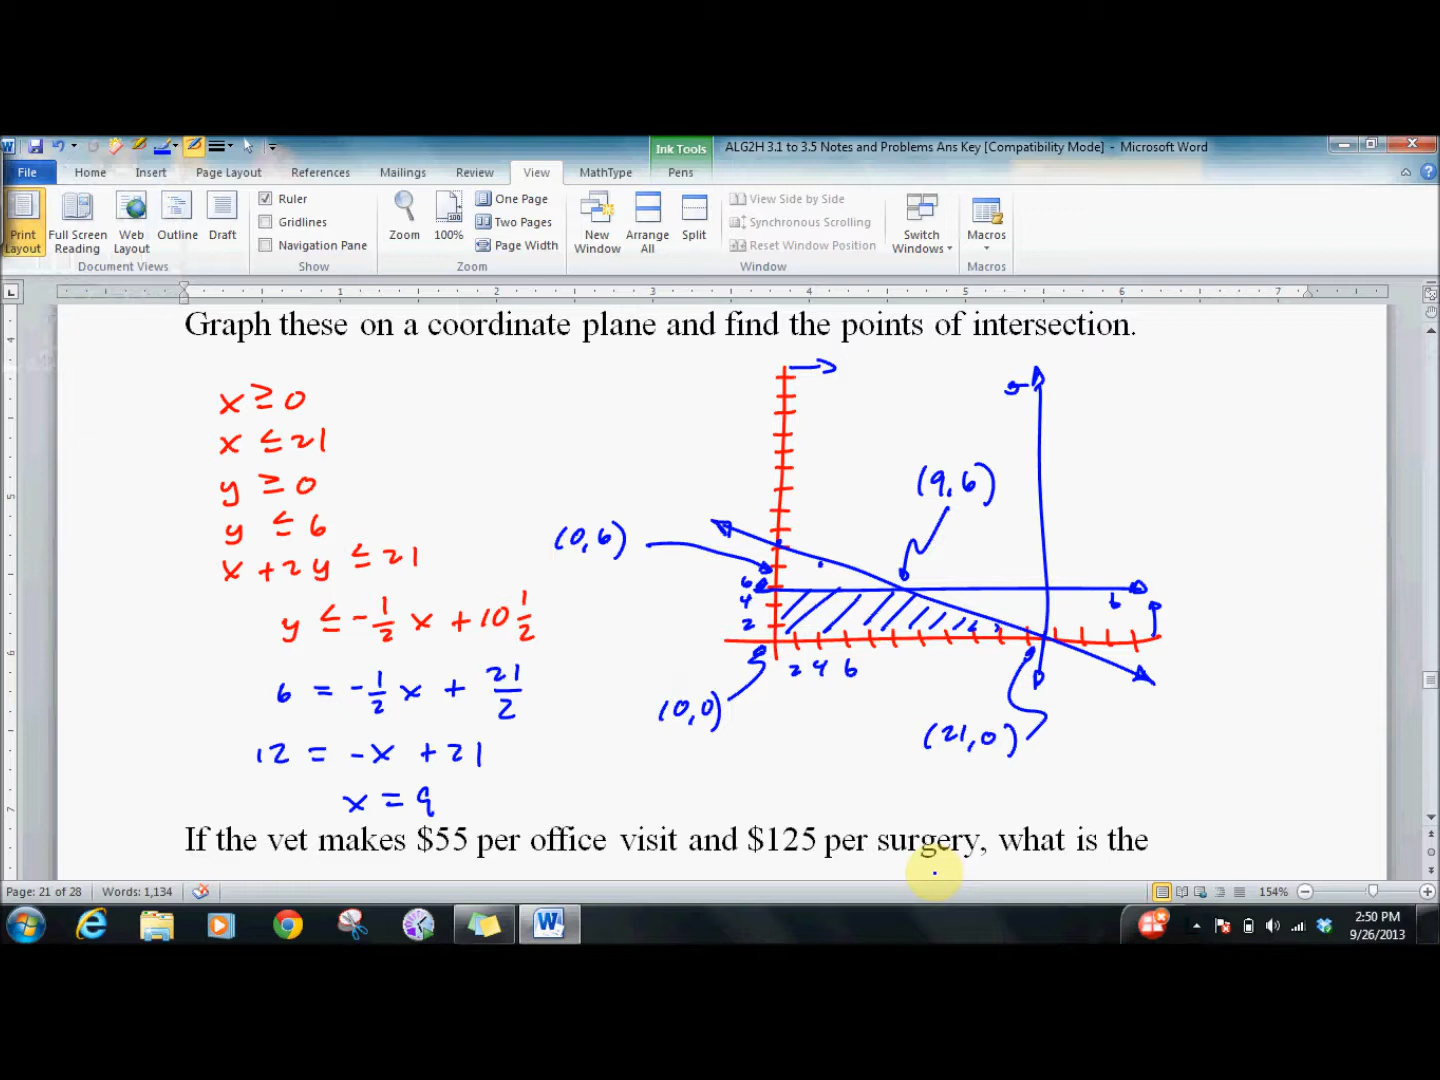 ALG2H 3.1 to 3.5 Notes and Problems Ans Key [Compatibility Mode] - Microsoft Word
Ink Tools
File Home Insert Page Layout References Mailings Review View MathType Pens
Print Layout
Full Screen Reading
Web Layout
Outline
Draft
Document Views
Ruler
Gridlines
Navigation Pane
Show
Zoom
100%
One Page
Two Pages
Page Width
Zoom
New Window
Arrange All
Split
View Side by Side
Synchronous Scrolling
Reset Window Position
Window
Switch Windows
Macros
Macros
1 2 3 4 5 6 7
Graph these on a coordinate plane and find the points of intersection.
x ≥ 0
x ≤ 21
y ≥ 0
y ≤ 6
x + 2y ≤ 21
y ≤ -1/2 x + 10 1/2
6 = -1/2 x + 21/2
12 = -x + 21
x = 9
(9,6)
(0,6)
6
4
2
2 4 6
(0,0)
(21,0)
If the vet makes $55 per office visit and $125 per surgery, what is the
Page: 21 of 28 Words: 1,134 154%
2:50 PM
9/26/2013